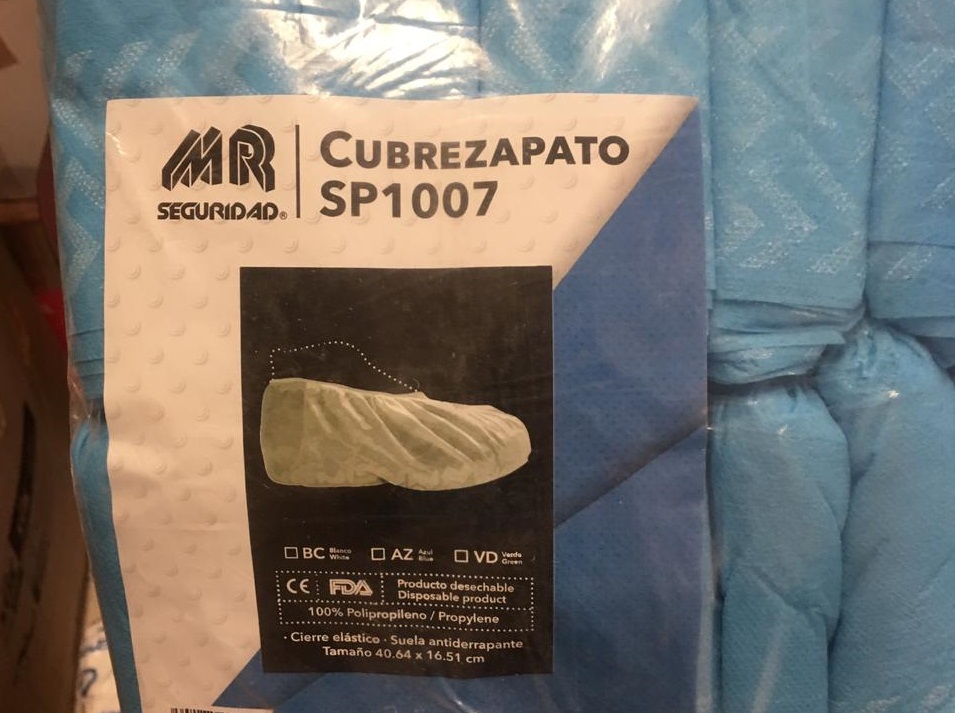 MR
SEGURIDAD®
CUBREZAPATO
SP1007
BC Blanco White AZ Azul Blue VD Verde Green
CE FDA
Producto desechable
Disposable product
100% Polipropileno / Propylene
· Cierre elástico · Suela antiderrapante
Tamaño 40.64 x 16.51 cm